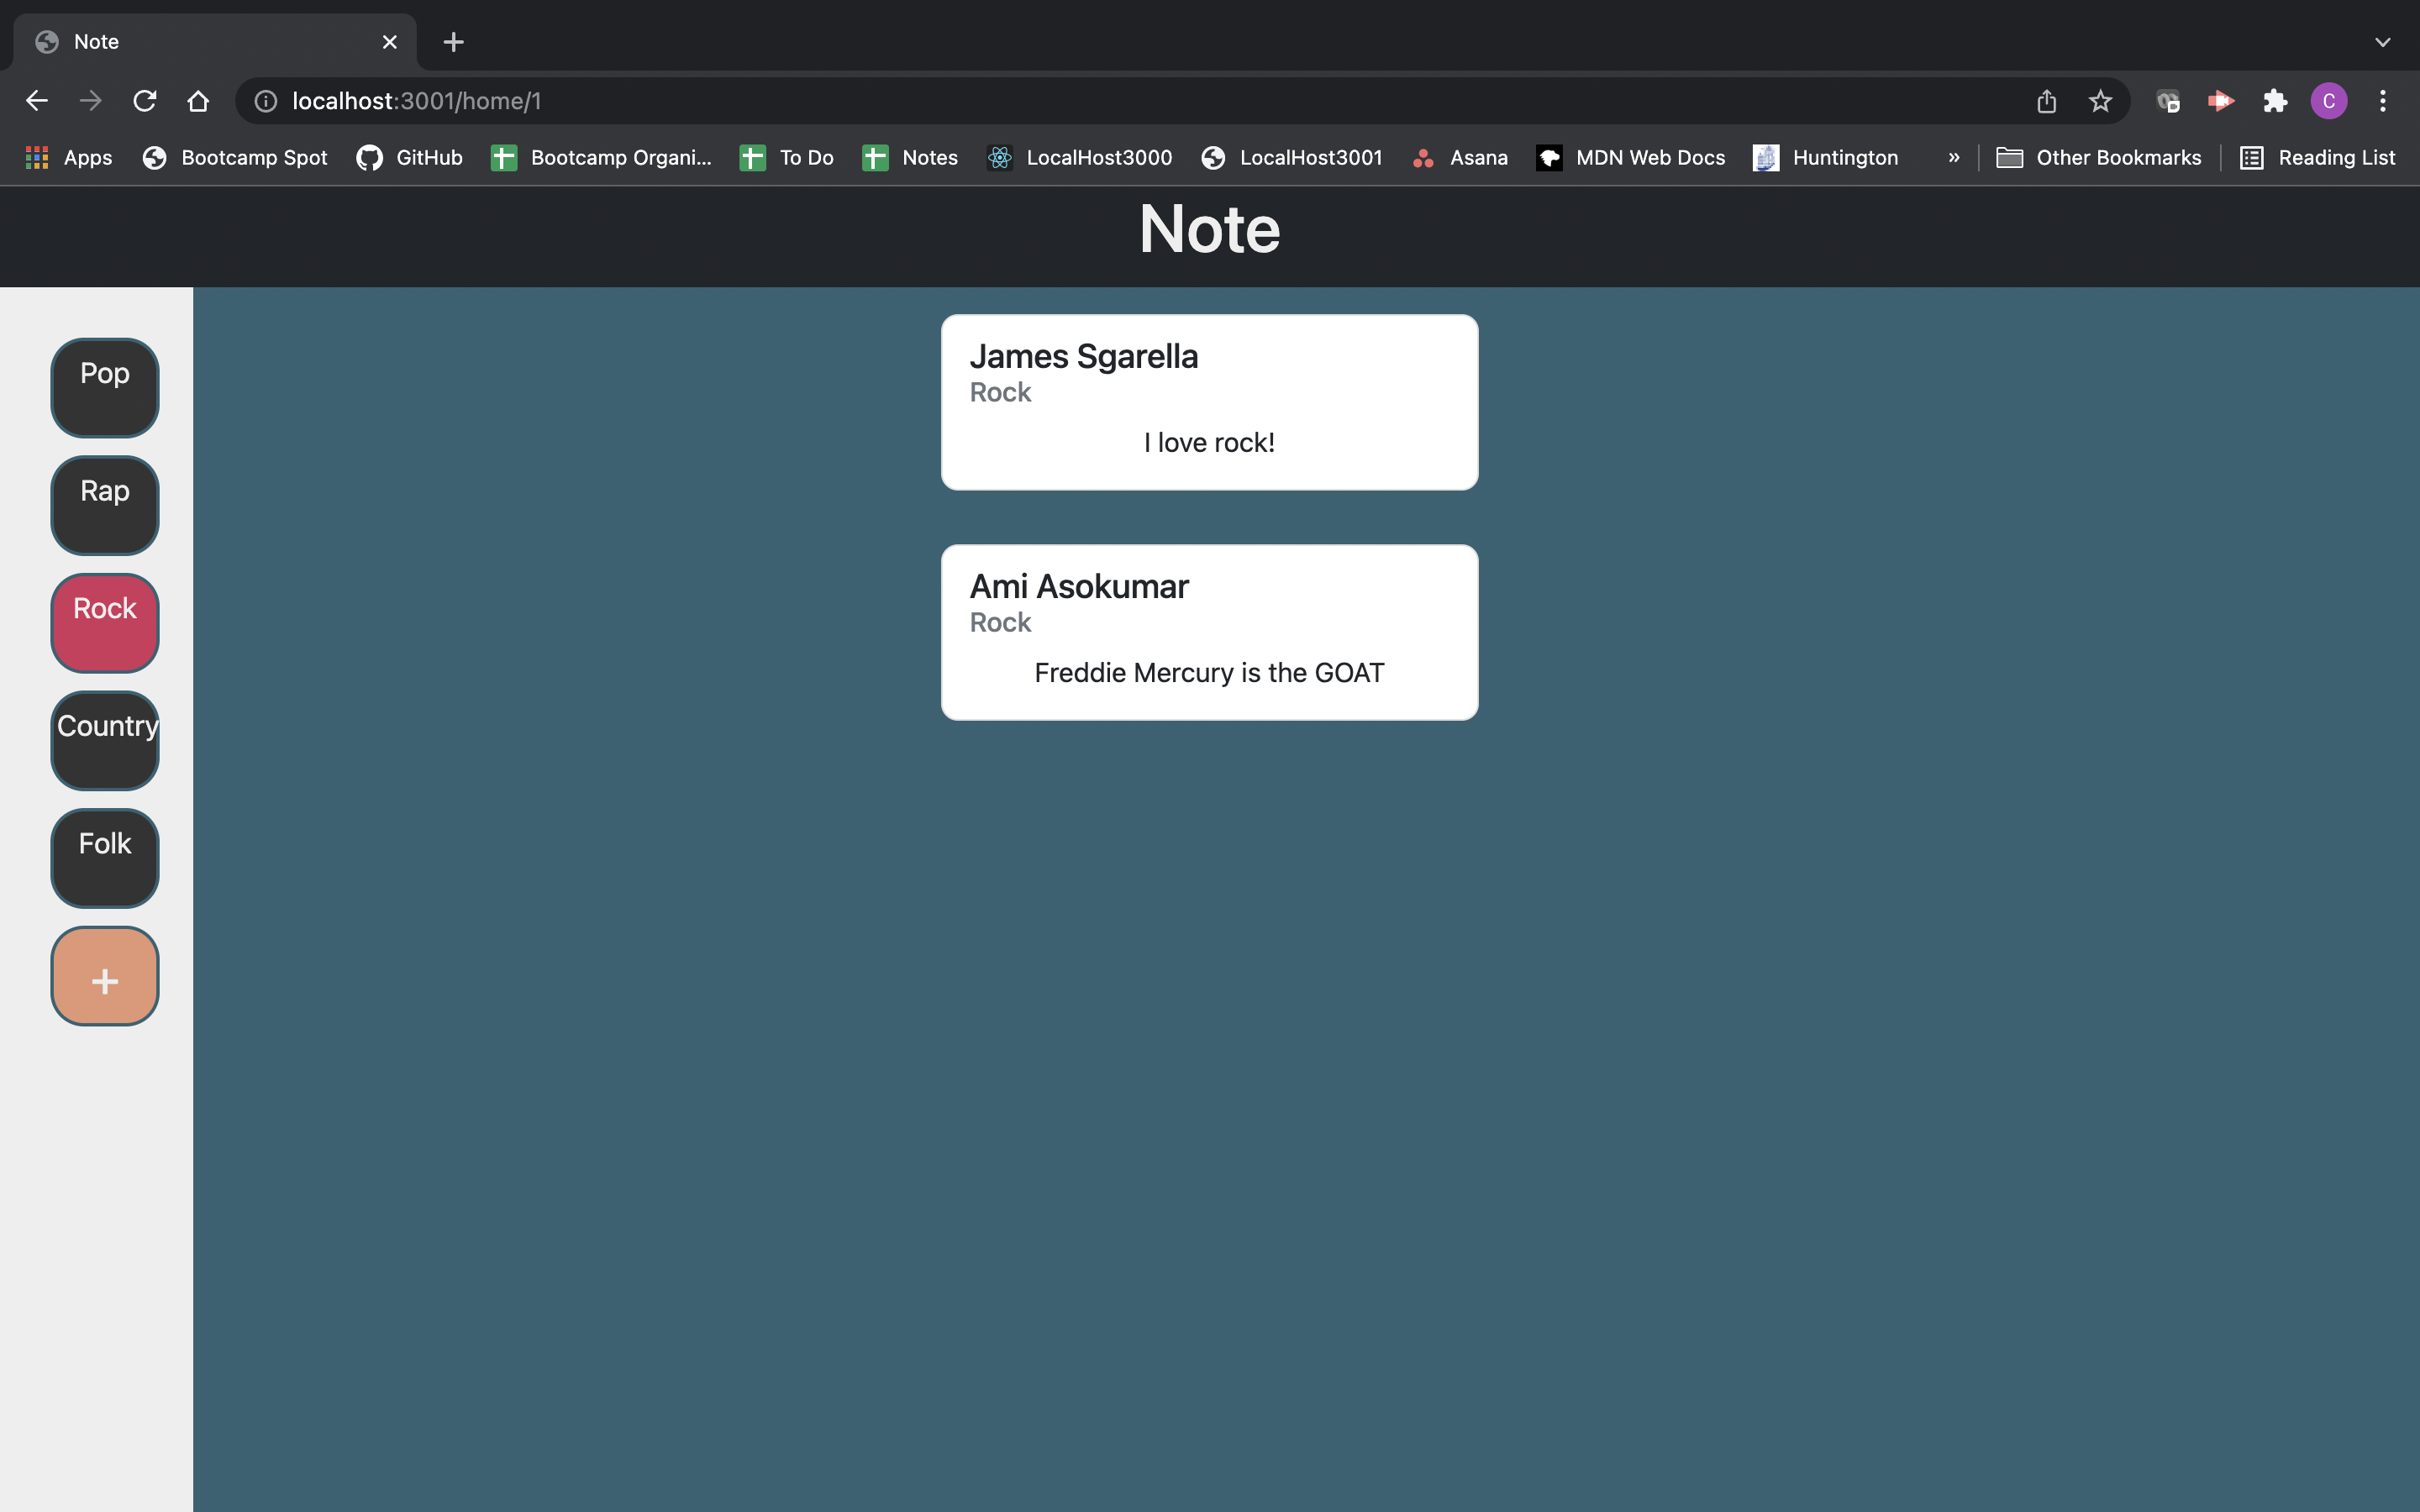 Note
localhost:3001/home/1
C
Apps Bootcamp Spot GitHub Bootcamp Organi... To Do Notes LocalHost3000 LocalHost3001 Asana MDN Web Docs Huntington » Other Bookmarks Reading List
Note
Pop
Rap
Rock
Country
Folk
+
James Sgarella
Rock
I love rock!
Ami Asokumar
Rock
Freddie Mercury is the GOAT